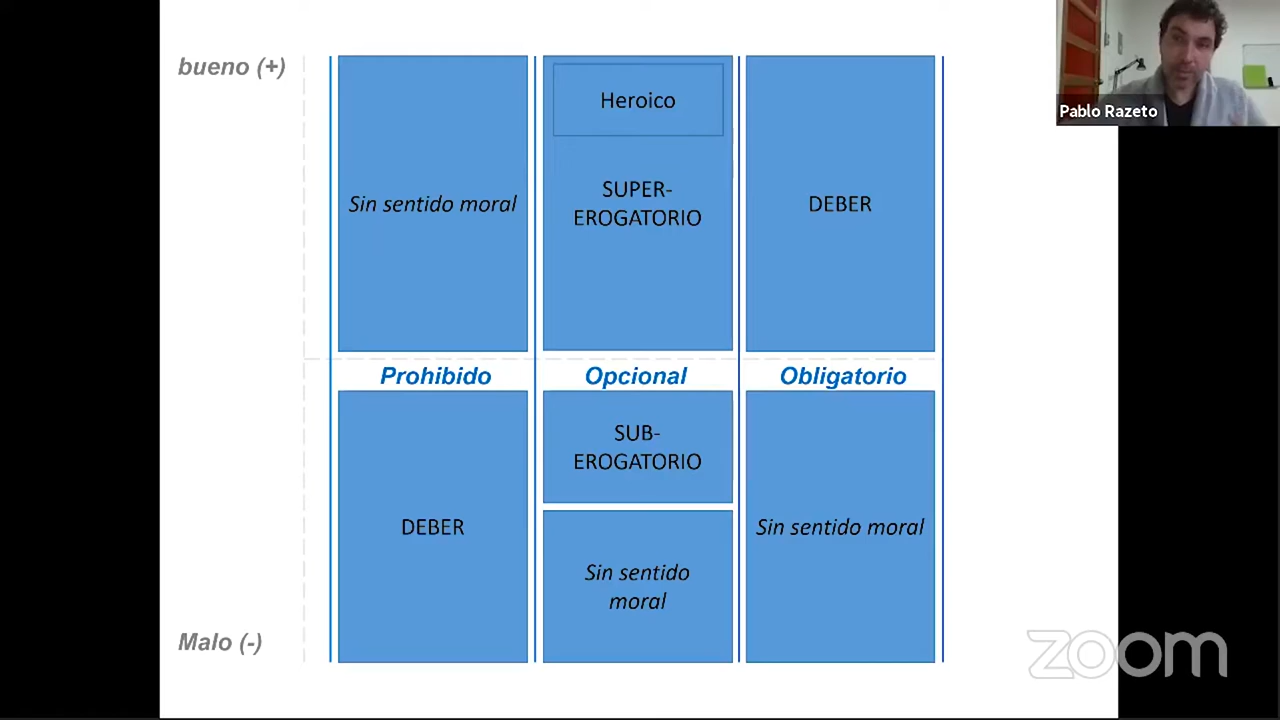 bueno (+)
Heroico
Pablo Razeto
Sin sentido moral
SUPER-
EROGATORIO
DEBER
Prohibido
Opcional
Obligatorio
SUB-
EROGATORIO
DEBER
Sin sentido
moral
Sin sentido moral
Malo (-)
zoom